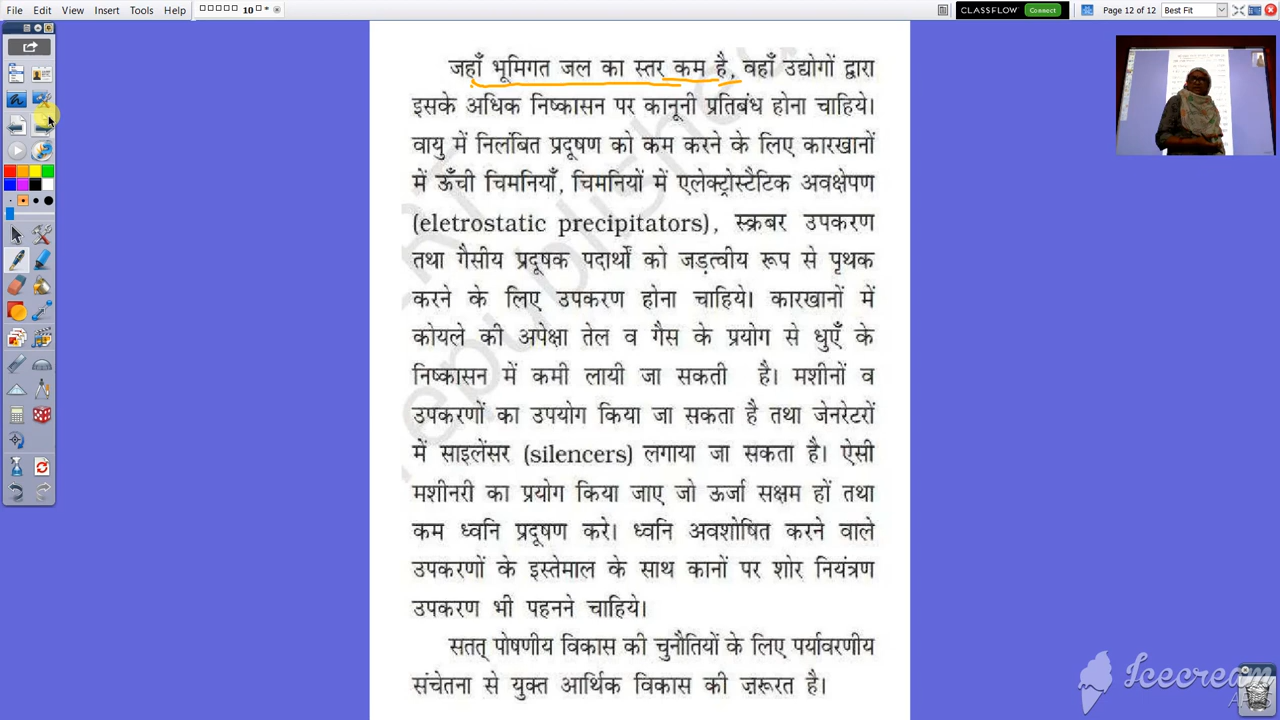 File Edit View Insert Tools Help
10
CLASSFLOW Connect
Page 12 of 12 Best Fit
जहाँ भूमिगत जल का स्तर कम है, वहाँ उद्योगों द्वारा
इसके अधिक निष्कासन पर कानूनी प्रतिबंध होना चाहिये।
वायु में निलंबित प्रदूषण को कम करने के लिए कारखानों
में ऊँची चिमनियाँ, चिमनियों में एलेक्ट्रोस्टैटिक अवक्षेपण
(eletrostatic precipitators), स्क्रबर उपकरण
तथा गैसीय प्रदूषक पदार्थों को जड़त्वीय रूप से पृथक
करने के लिए उपकरण होना चाहिये। कारखानों में
कोयले की अपेक्षा तेल व गैस के प्रयोग से धुएँ के
निष्कासन में कमी लायी जा सकती है। मशीनों व
उपकरणों का उपयोग किया जा सकता है तथा जेनरेटरों
में साइलेंसर (silencers) लगाया जा सकता है। ऐसी
मशीनरी का प्रयोग किया जाए जो ऊर्जा सक्षम हों तथा
कम ध्वनि प्रदूषण करे। ध्वनि अवशोषित करने वाले
उपकरणों के इस्तेमाल के साथ कानों पर शोर नियंत्रण
उपकरण भी पहनने चाहिये।
सतत् पोषणीय विकास की चुनौतियों के लिए पर्यावरणीय
संचेतना से युक्त आर्थिक विकास की ज़रूरत है।
Icecream
APPS